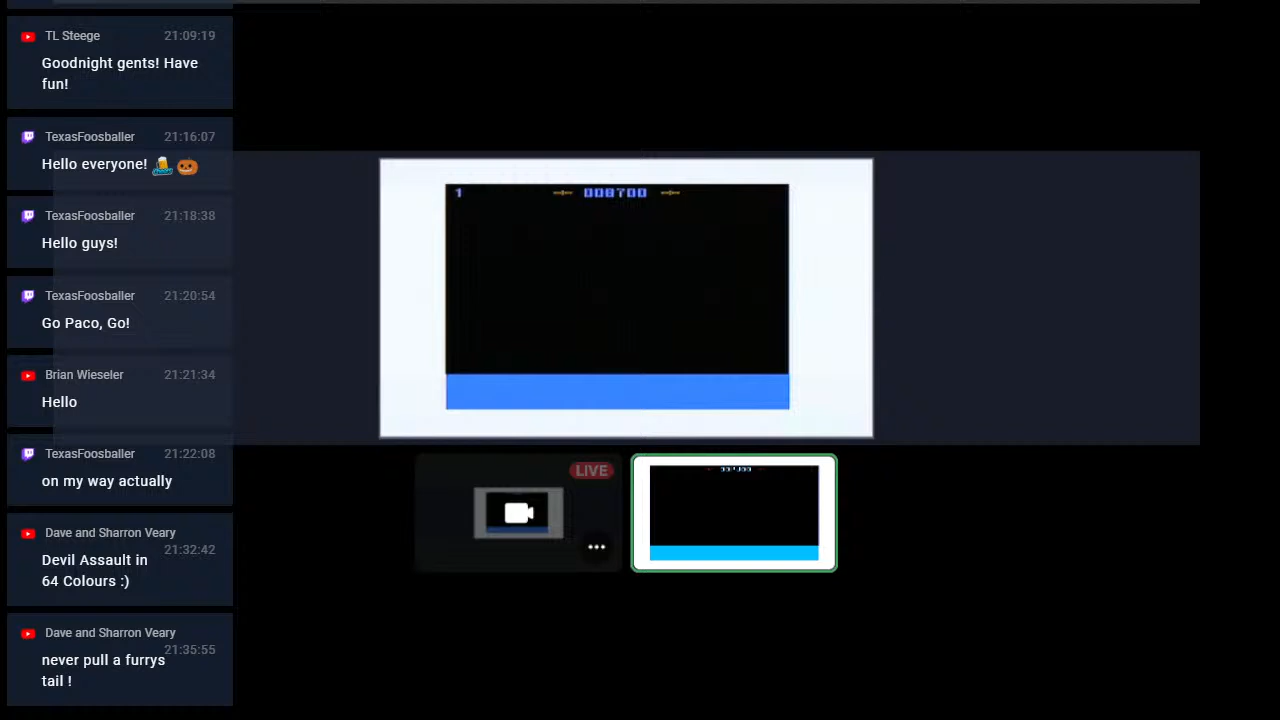 TL Steege 21:09:19
Goodnight gents! Have
fun!
TexasFoosballer 21:16:07
Hello everyone!
TexasFoosballer 21:18:38
Hello guys!
TexasFoosballer 21:20:54
Go Paco, Go!
Brian Wieseler 21:21:34
Hello
TexasFoosballer 21:22:08
on my way actually
Dave and Sharron Veary
21:32:42
Devil Assault in
64 Colours :)
Dave and Sharron Veary
21:35:55
never pull a furrys
tail !
1 008700
LIVE